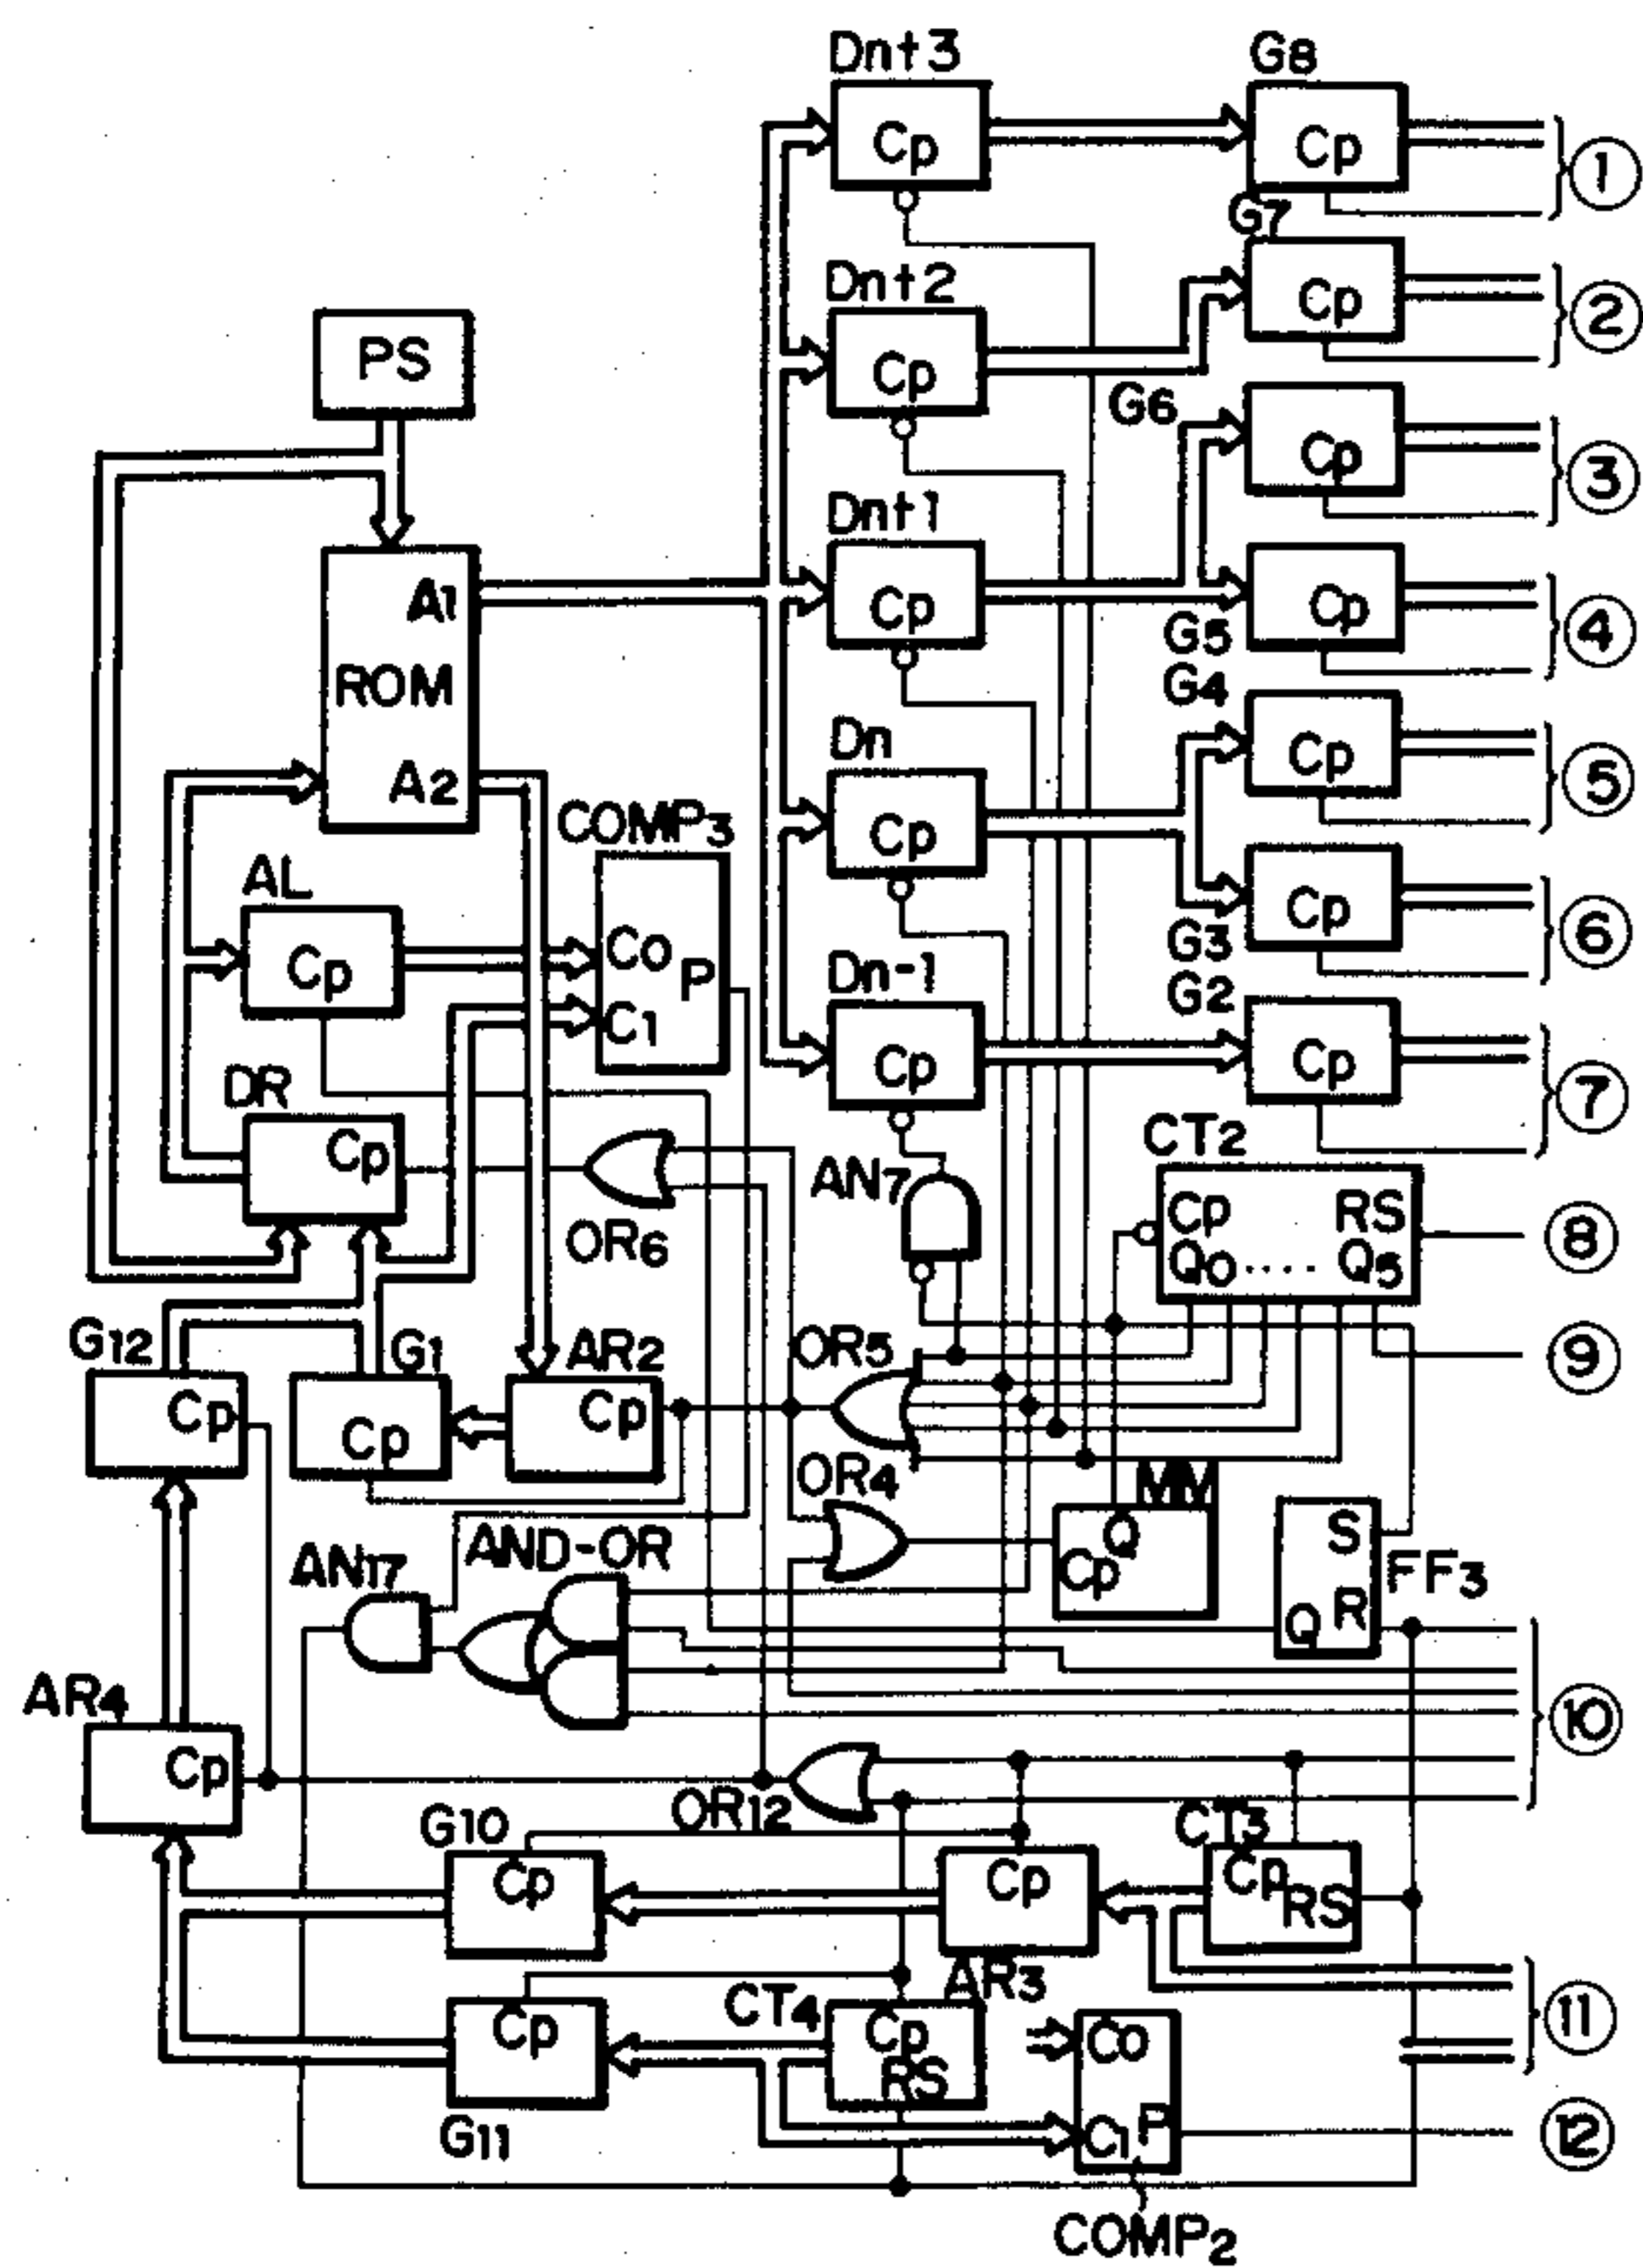 Dnt3 G8
Cp Cp ①
G7
Dnt2 Cp ②
PS
Cp G6
Cp ③
Dnt1
A1 Cp Cp ④
G5
ROM G4
Dn
A2 Cp Cp ⑤
COMP3
AL Cp ⑥
Cp Co P G3
Dn-1 G2
C1
Cp Cp ⑦
DR CT2
Cp AN7 Cp RS ⑧
OR6 Q0 .... Q5
G12 G1 AR2 OR5 ⑨
Cp Cp Cp
OR4 MM
AND-OR Q S
AN17 Cp FF3
Q R
AR4 ⑩
Cp
G10 OR12 CT3
Cp Cp Cp
RS
AR3
CT4 ⑪
Cp Cp Co
RS
G11 C1 P ⑫
COMP2